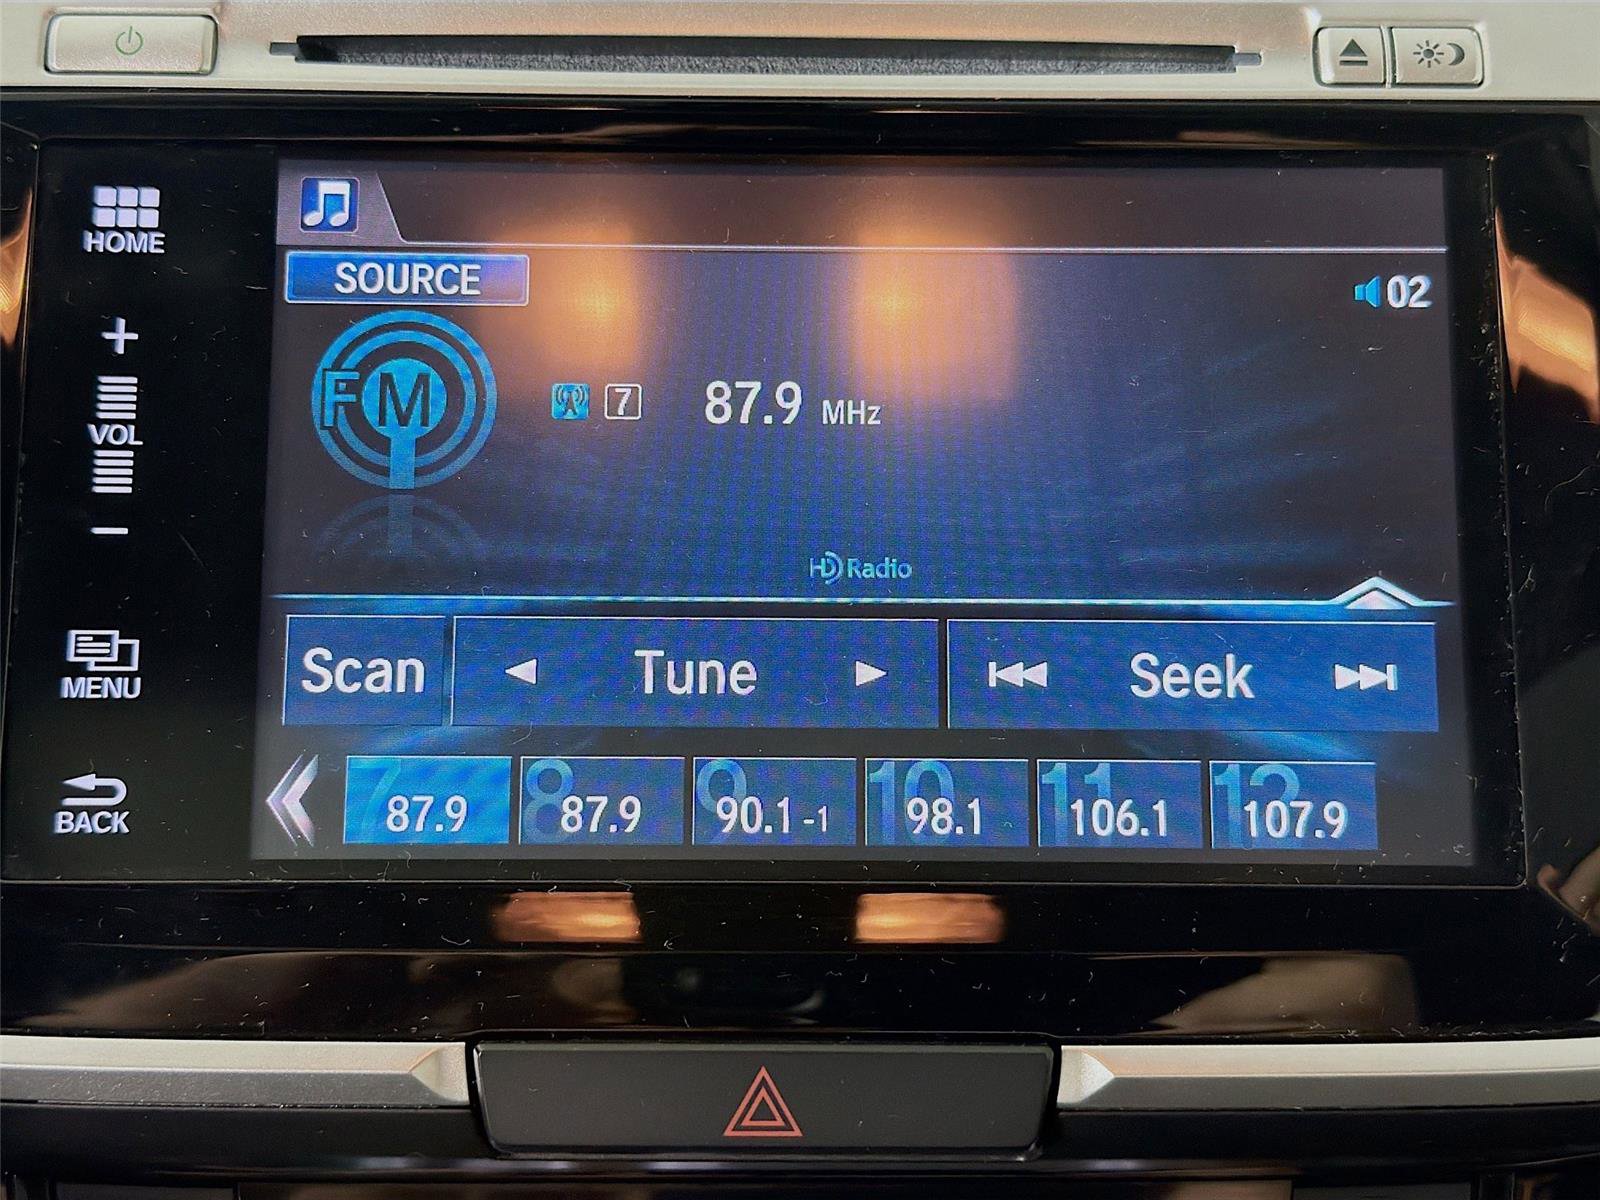 HOME
SOURCE
02
+
VOL
-
FM
7
87.9 MHz
HD Radio
MENU
Scan
Tune
Seek
BACK
7 87.9
8 87.9
9 90.1 -1
10 98.1
11 106.1
12 107.9